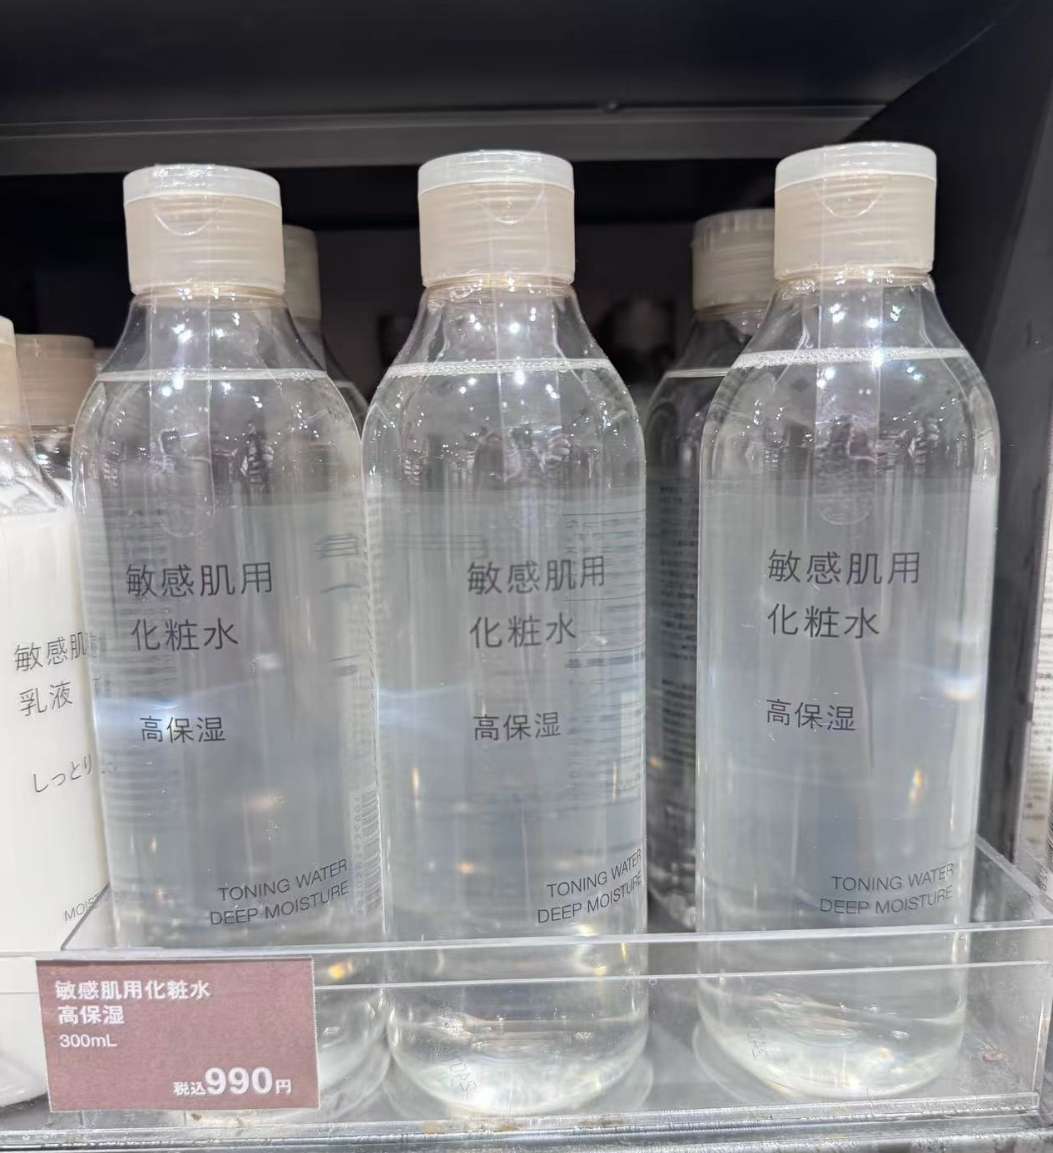 敏感肌用
化粧水
高保湿
TONING WATER
DEEP MOISTURE
敏感肌用
化粧水
高保湿
TONING WATER
DEEP MOISTURE
敏感肌用
化粧水
高保湿
TONING WATER
DEEP MOISTURE
敏感肌
乳液
しっとり
敏感肌用化粧水
高保湿
300mL
税込990円